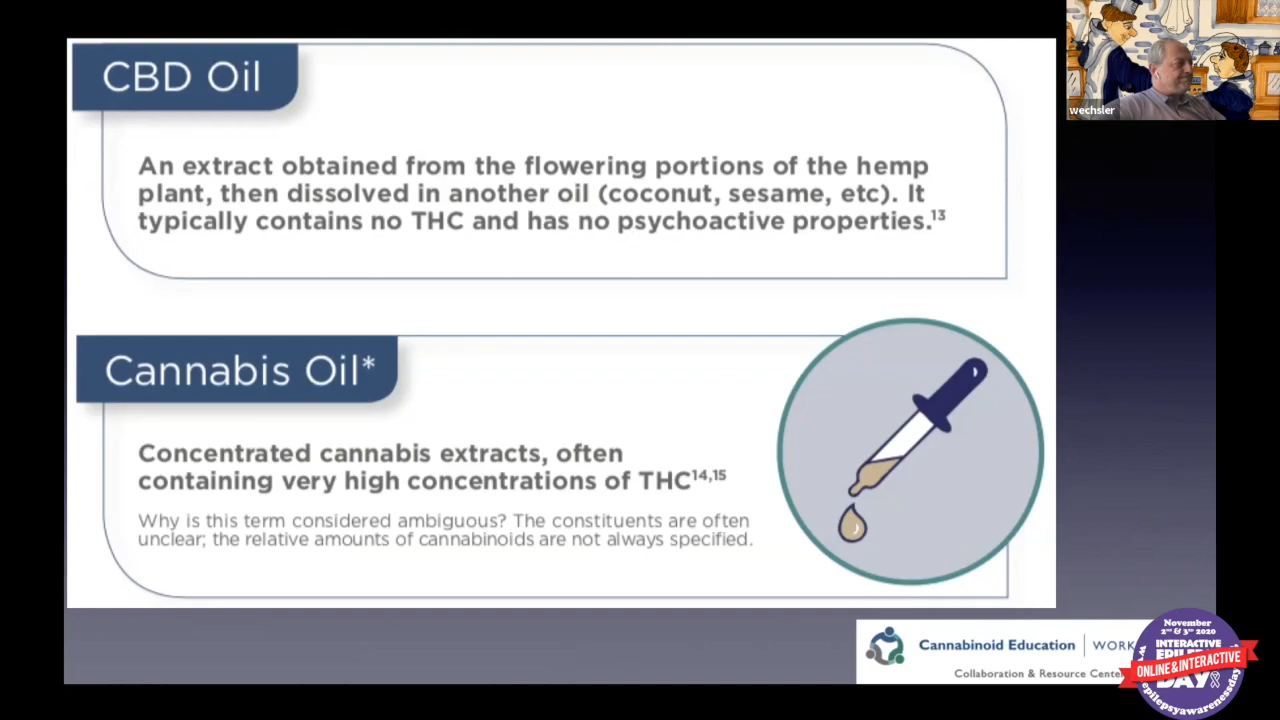 CBD Oil
wechsler
An extract obtained from the flowering portions of the hemp
plant, then dissolved in another oil (coconut, sesame, etc). It
typically contains no THC and has no psychoactive properties.13
Cannabis Oil*
Concentrated cannabis extracts, often
containing very high concentrations of THC14,15
Why is this term considered ambiguous? The constituents are often
unclear; the relative amounts of cannabinoids are not always specified.
Cannabinoid Education | WORK
Collaboration & Resource Cente
November
2nd & 3rd 2020
INTERACTIVE
ONLINE & INTERACTIVE
DAY
epilepsyawarenessday